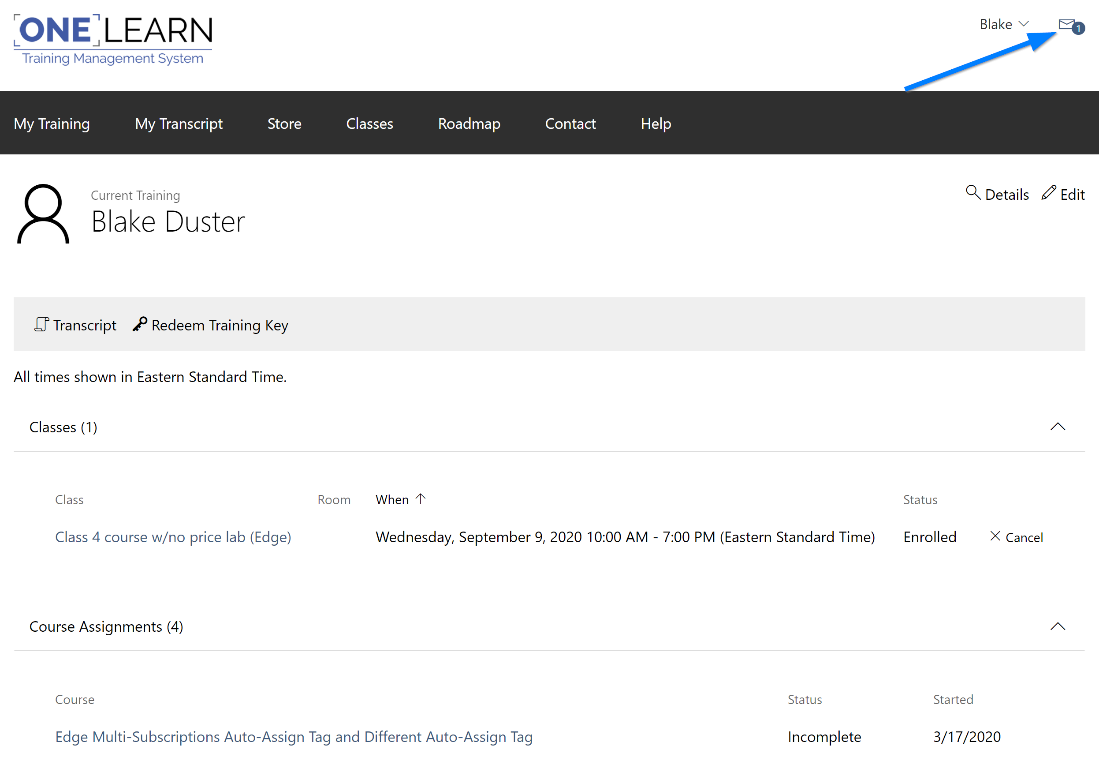 [ONE]LEARN
Training Management System
Blake
1
My Training My Transcript Store Classes Roadmap Contact Help
Current Training
Blake Duster
Details Edit
Transcript Redeem Training Key
All times shown in Eastern Standard Time.
Classes (1)
Class Room When ↑ Status
Class 4 course w/no price lab (Edge) Wednesday, September 9, 2020 10:00 AM - 7:00 PM (Eastern Standard Time) Enrolled Cancel
Course Assignments (4)
Course Status Started
Edge Multi-Subscriptions Auto-Assign Tag and Different Auto-Assign Tag Incomplete 3/17/2020